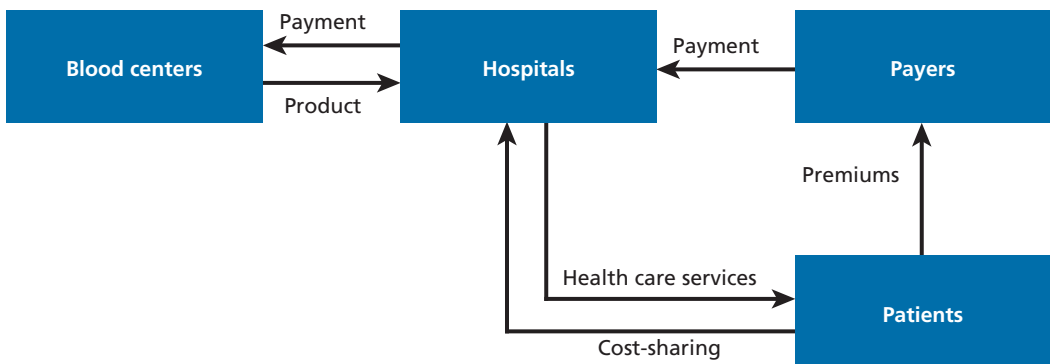 Payment
Blood centers
Product
Hospitals
Payment
Payers
Premiums
Health care services
Patients
Cost-sharing